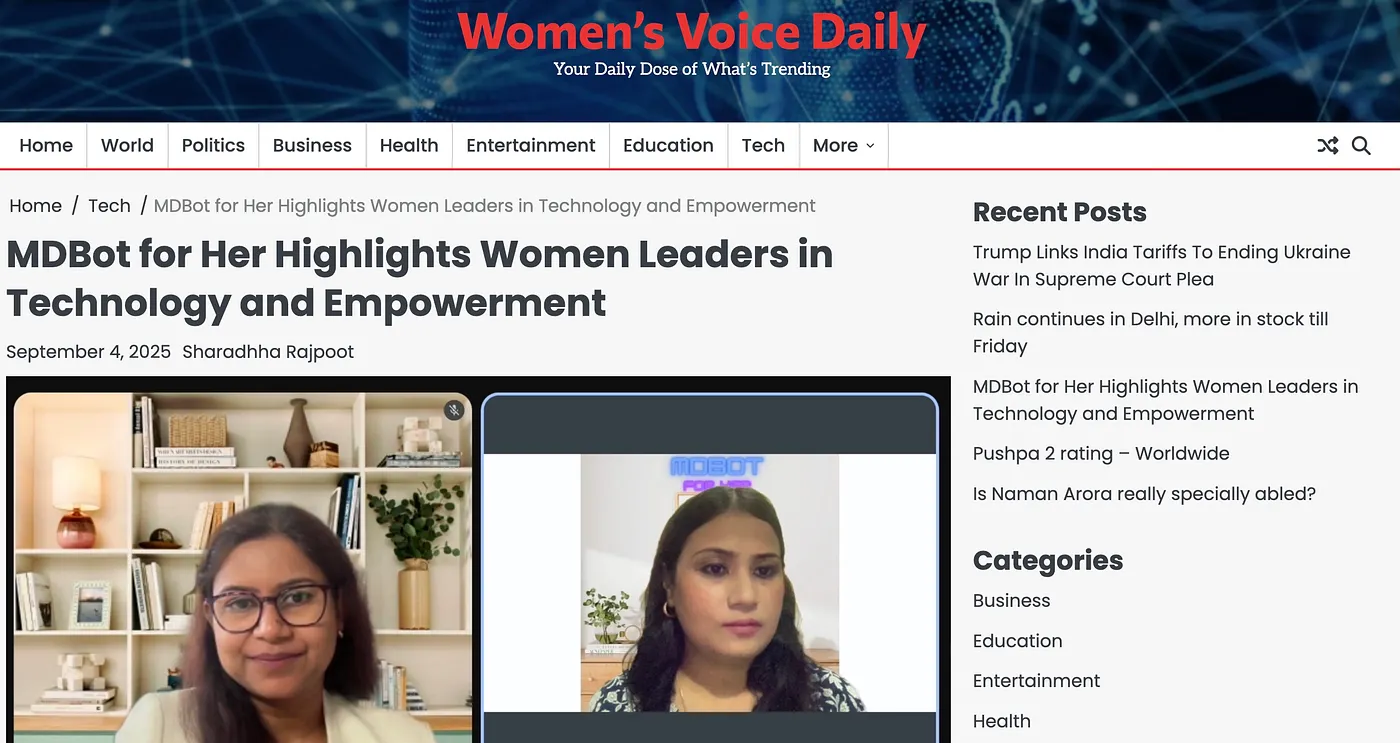 Women's Voice Daily
Your Daily Dose of What's Trending
Home World Politics Business Health Entertainment Education Tech More
Home / Tech / MDBot for Her Highlights Women Leaders in Technology and Empowerment
MDBot for Her Highlights Women Leaders in
Technology and Empowerment
September 4, 2025 Sharadhha Rajpoot
MDBOT
FOR HER
Recent Posts
Trump Links India Tariffs To Ending Ukraine
War In Supreme Court Plea
Rain continues in Delhi, more in stock till
Friday
MDBot for Her Highlights Women Leaders in
Technology and Empowerment
Pushpa 2 rating – Worldwide
Is Naman Arora really specially abled?
Categories
Business
Education
Entertainment
Health